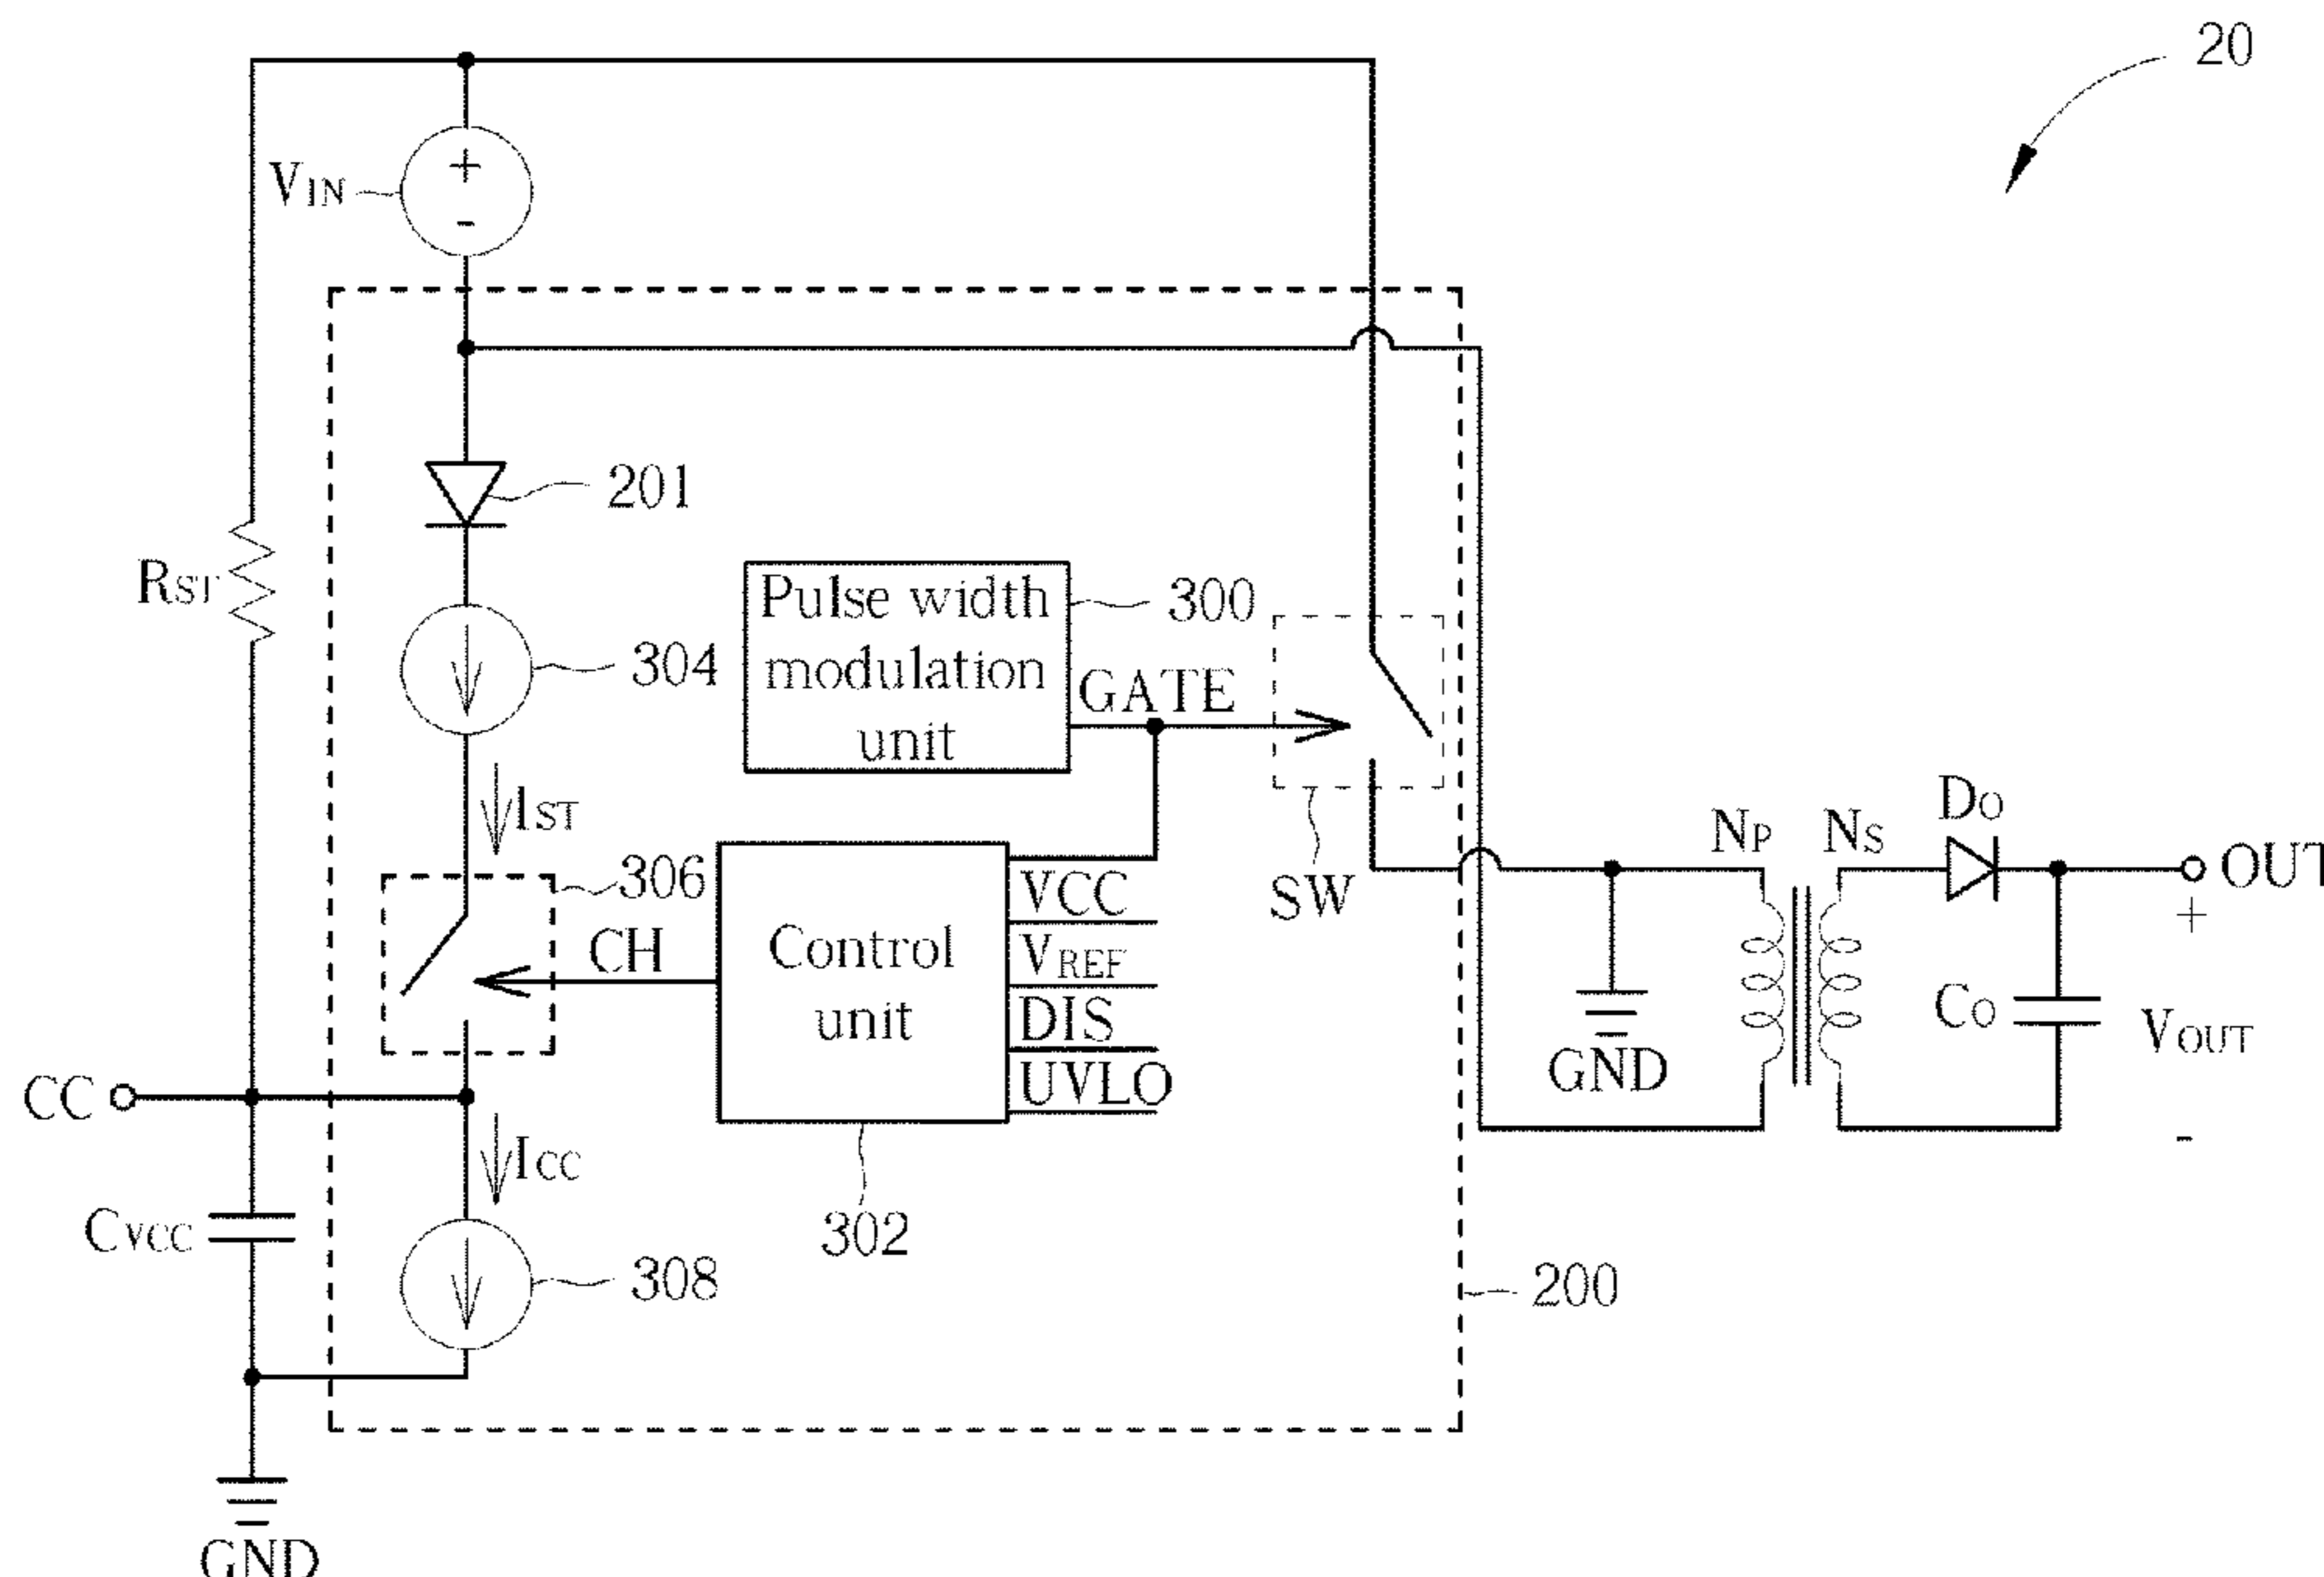 20
VIN
+
-
201
RST
Pulse width
modulation
unit
300
304
GATE
IST
306
CH
Control
unit
VCC
VREF
DIS
UVLO
SW
NP
NS
DO
OUT
+
CO
VOUT
-
GND
CC
ICC
CVCC
302
308
200
GND